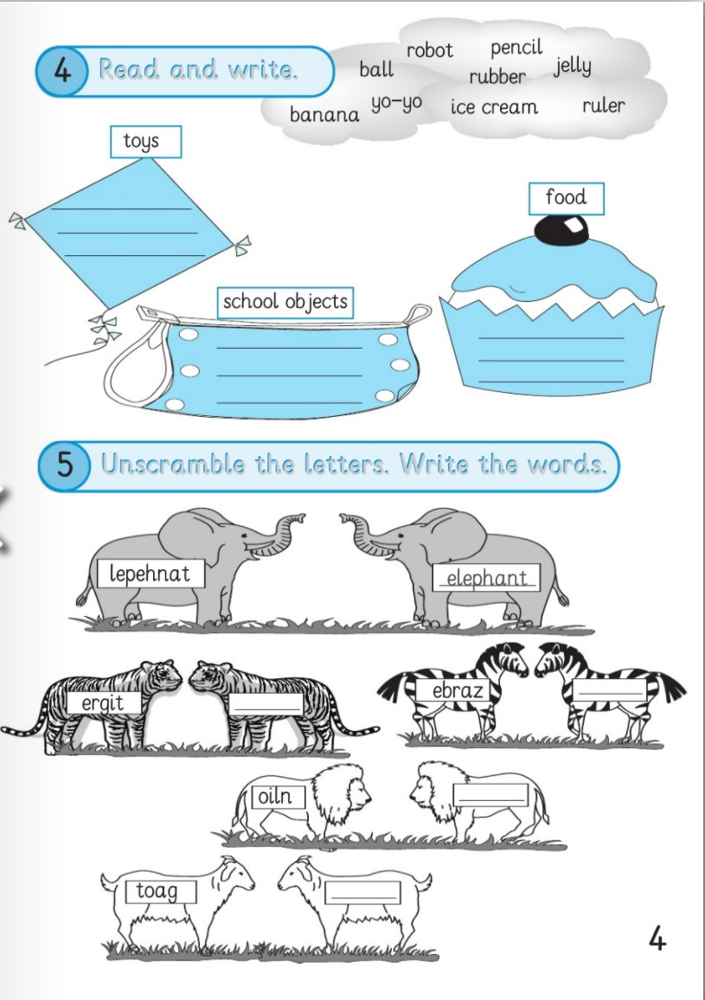 4 Read and write.
robot pencil
ball rubber jelly
banana yo-yo ice cream ruler
toys
food
school objects
5 Unscramble the letters. Write the words.
lepehnat elephant
ergit ebraz
oiln
toag
4